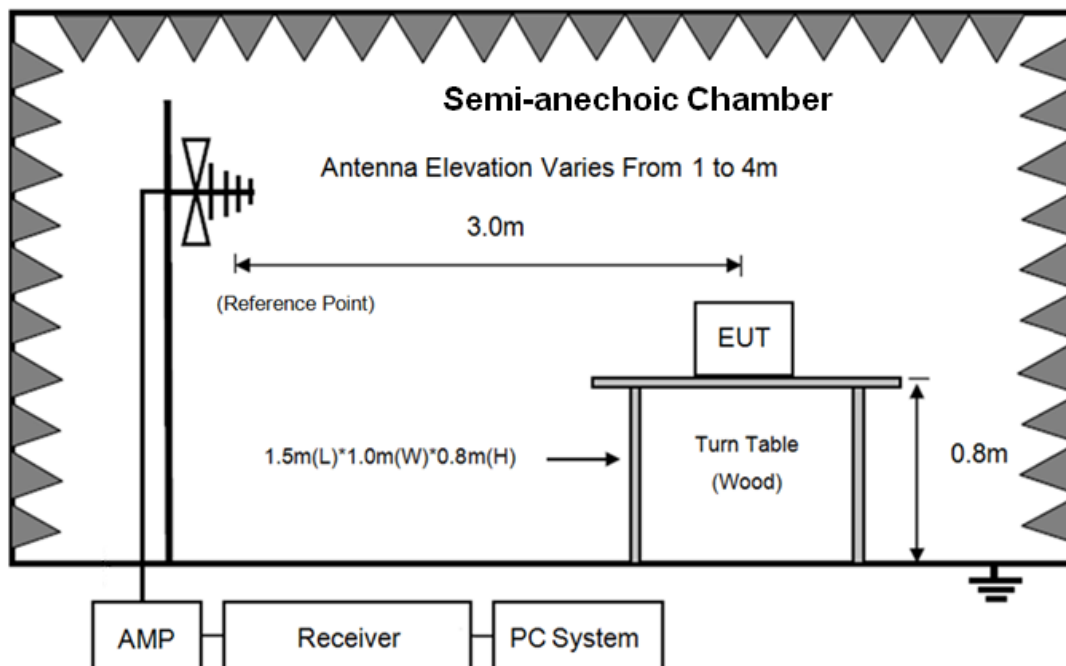 Semi-anechoic Chamber
Antenna Elevation Varies From 1 to 4m
3.0m
(Reference Point)
EUT
1.5m(L)*1.0m(W)*0.8m(H)
Turn Table
(Wood)
0.8m
AMP
Receiver
PC System